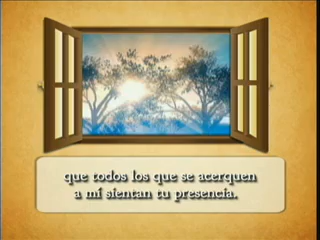 que todos los que se acerquen
a mí sientan tu presencia.